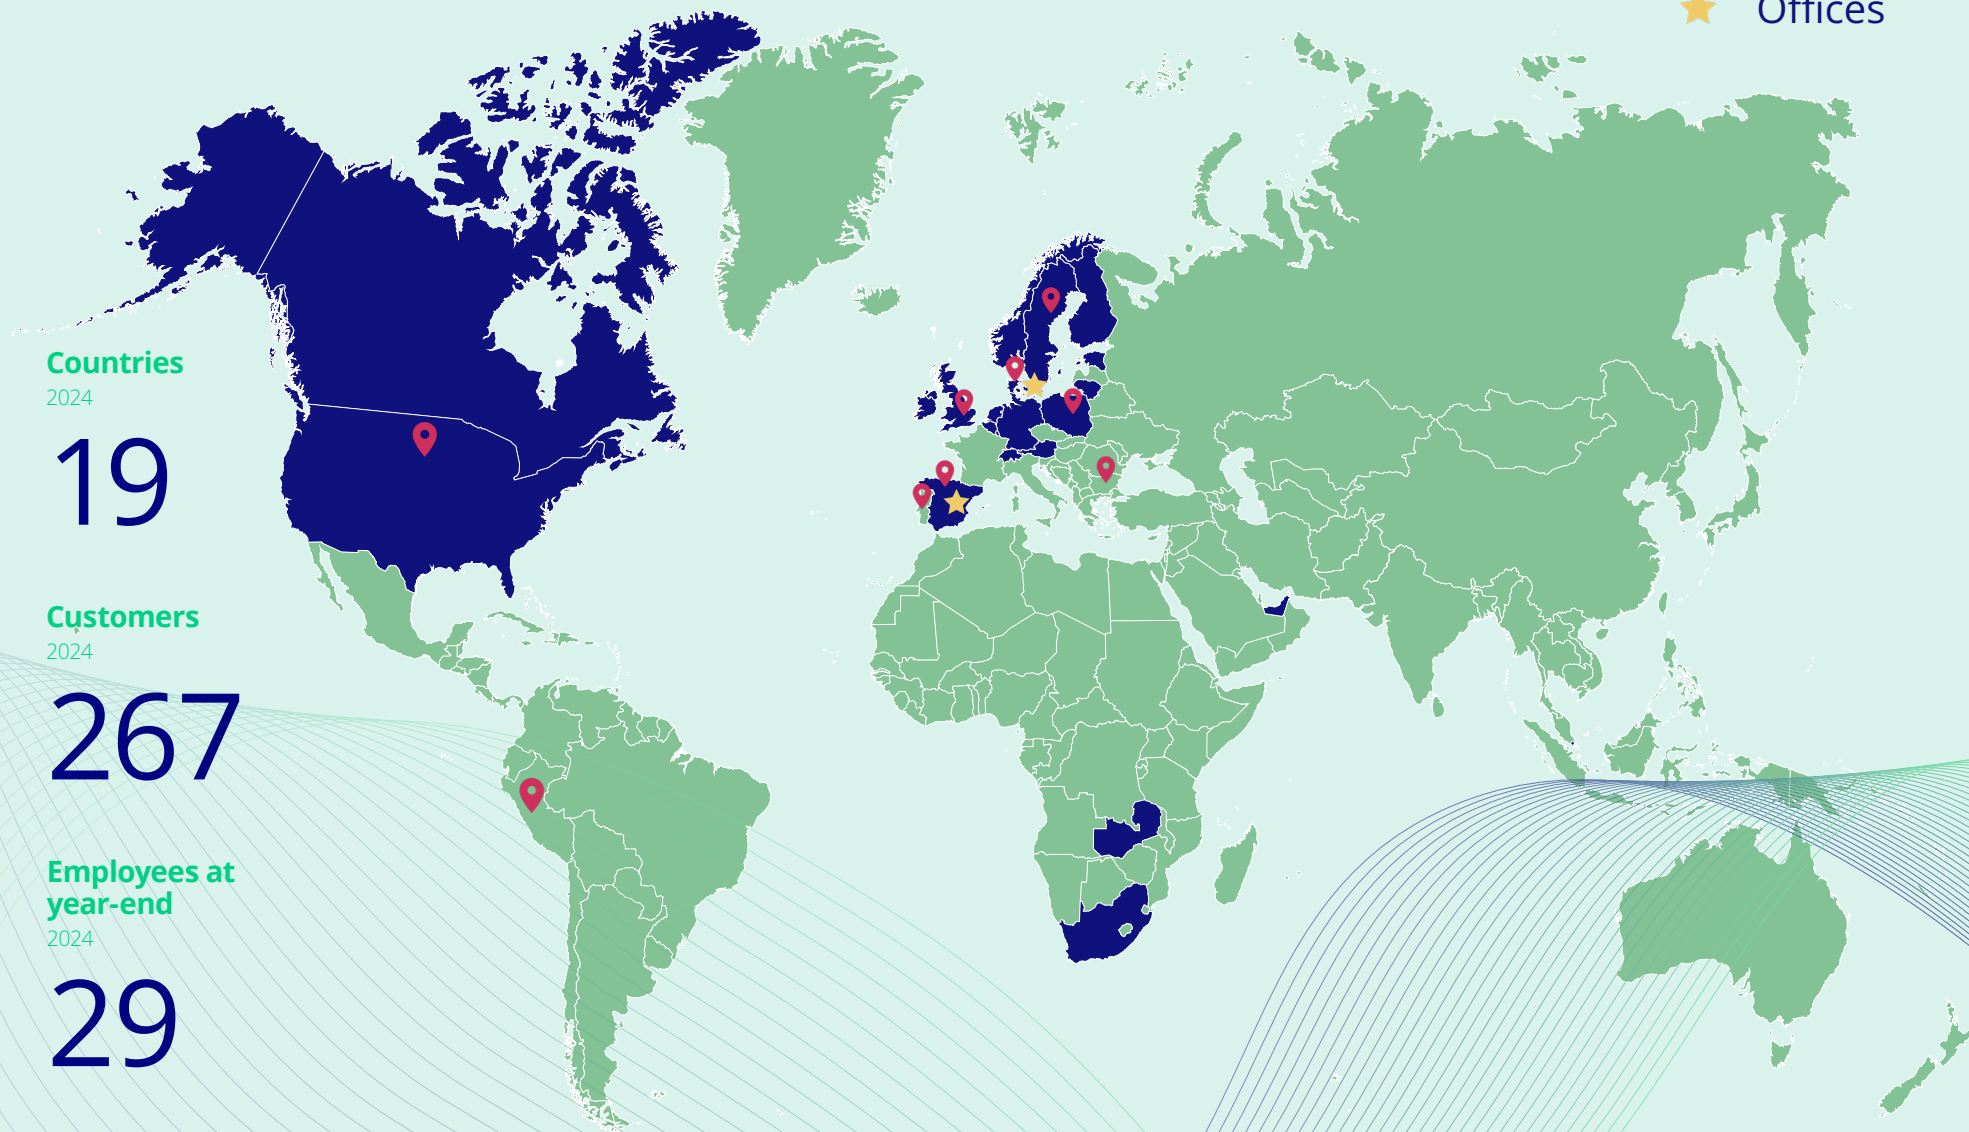 Offices
Countries
2024
19
Customers
2024
267
Employees at
year-end
2024
29